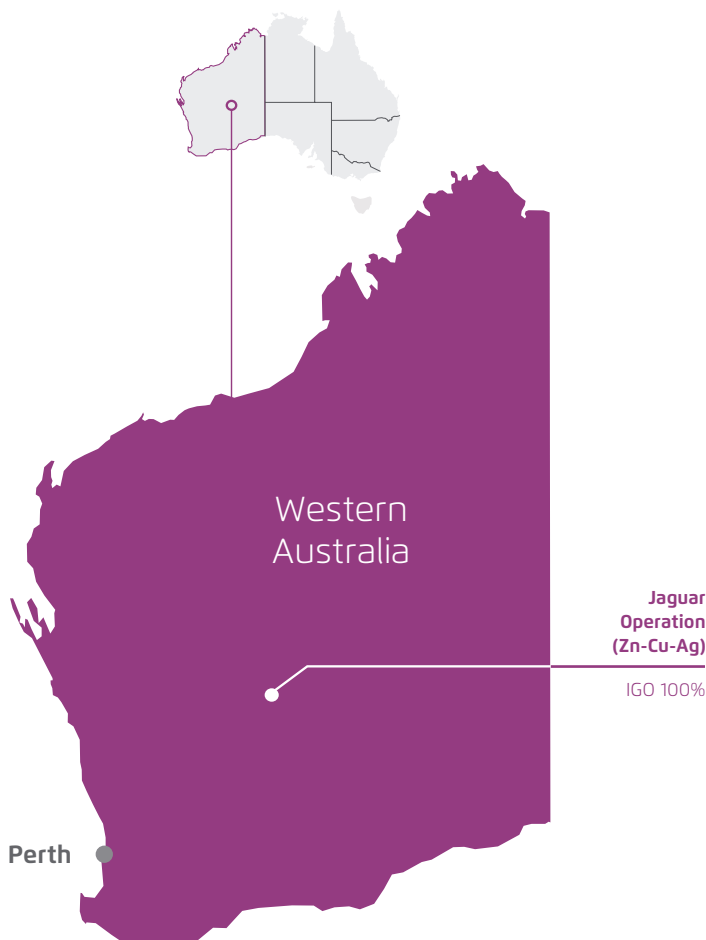 Western
Australia
Jaguar
Operation
(Zn-Cu-Ag)
IGO 100%
Perth